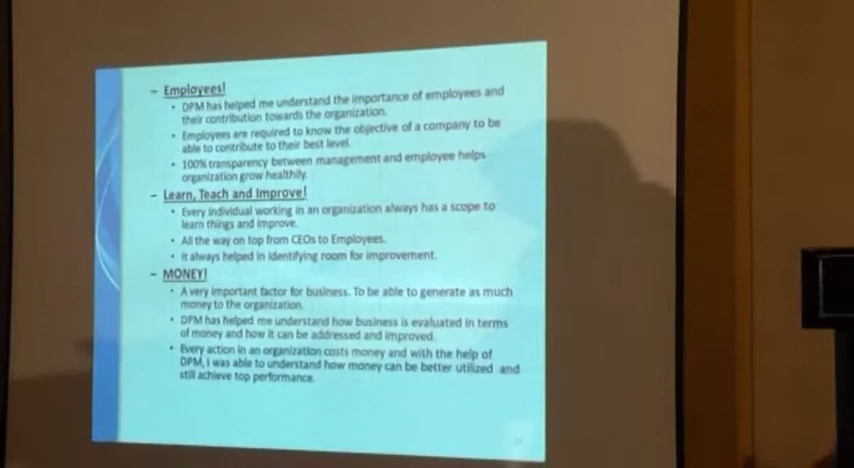 – Employees!
• DPM has helped me understand the importance of employees and
their contribution towards the organization.
• Employees are required to know the objective of a company to be
able to contribute to their best level.
• 100% transparency between management and employee helps
organization grow healthily.
– Learn, Teach and Improve!
• Every individual working in an organization always has a scope to
learn things and improve.
• All the way on top from CEOs to Employees.
• It always helped in identifying room for improvement.
– MONEY!
• A very important factor for business. To be able to generate as much
money to the organization.
• DPM has helped me understand how business is evaluated in terms
of money and how it can be addressed and improved.
• Every action in an organization costs money and with the help of
DPM, I was able to understand how money can be better utilized and
still achieve top performance.